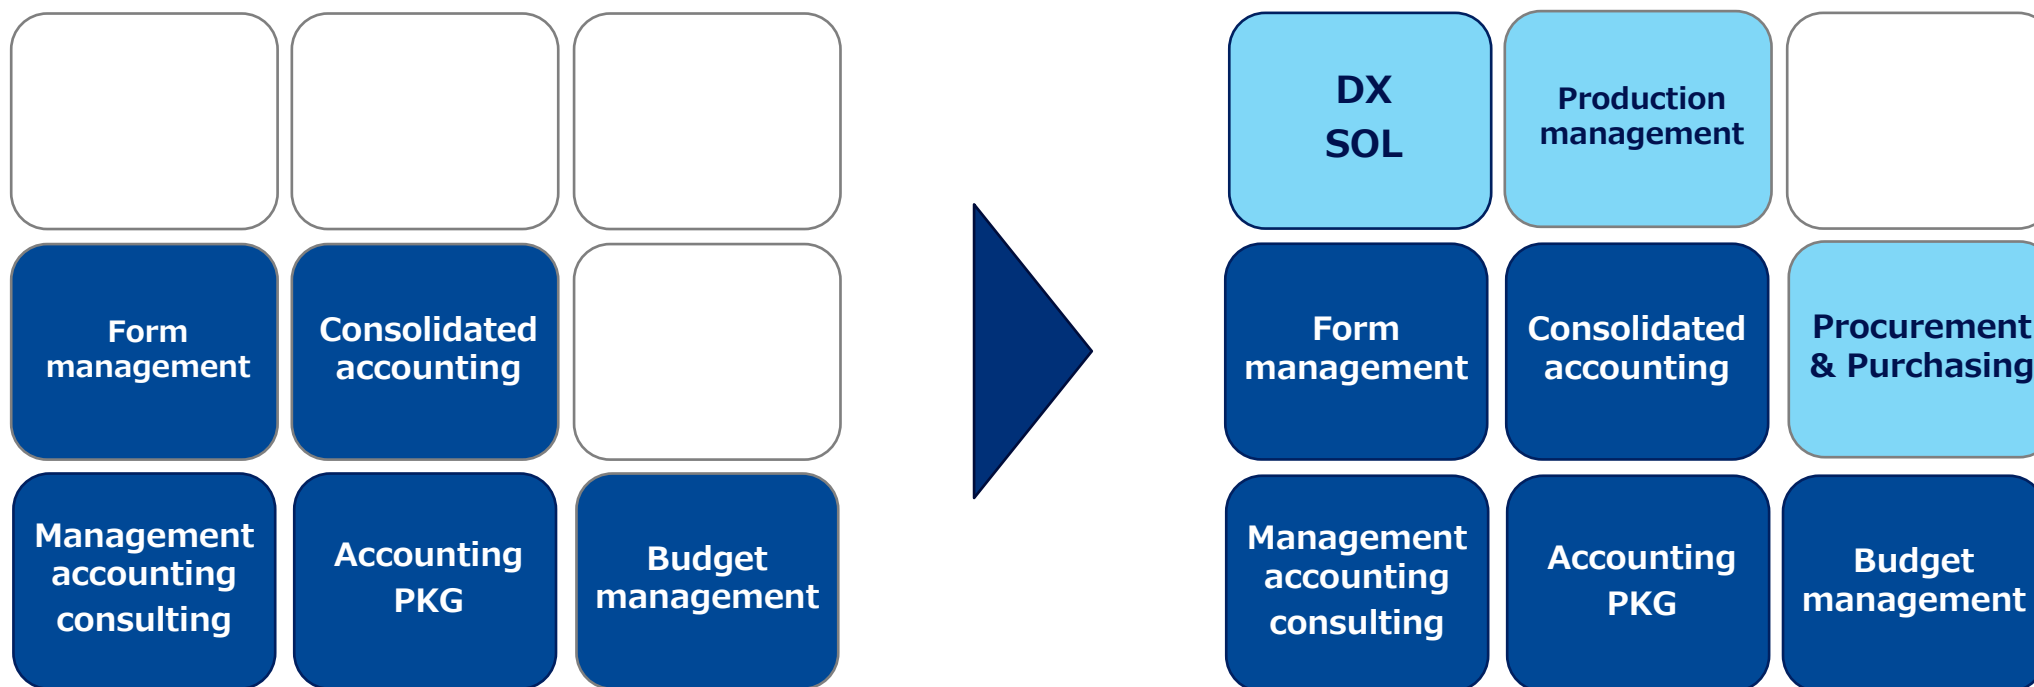 DX
SOL
Production
management
Form
management
Consolidated
accounting
Form
management
Consolidated
accounting
Procurement
& Purchasing
Management
accounting
consulting
Accounting
PKG
Budget
management
Management
accounting
consulting
Accounting
PKG
Budget
management